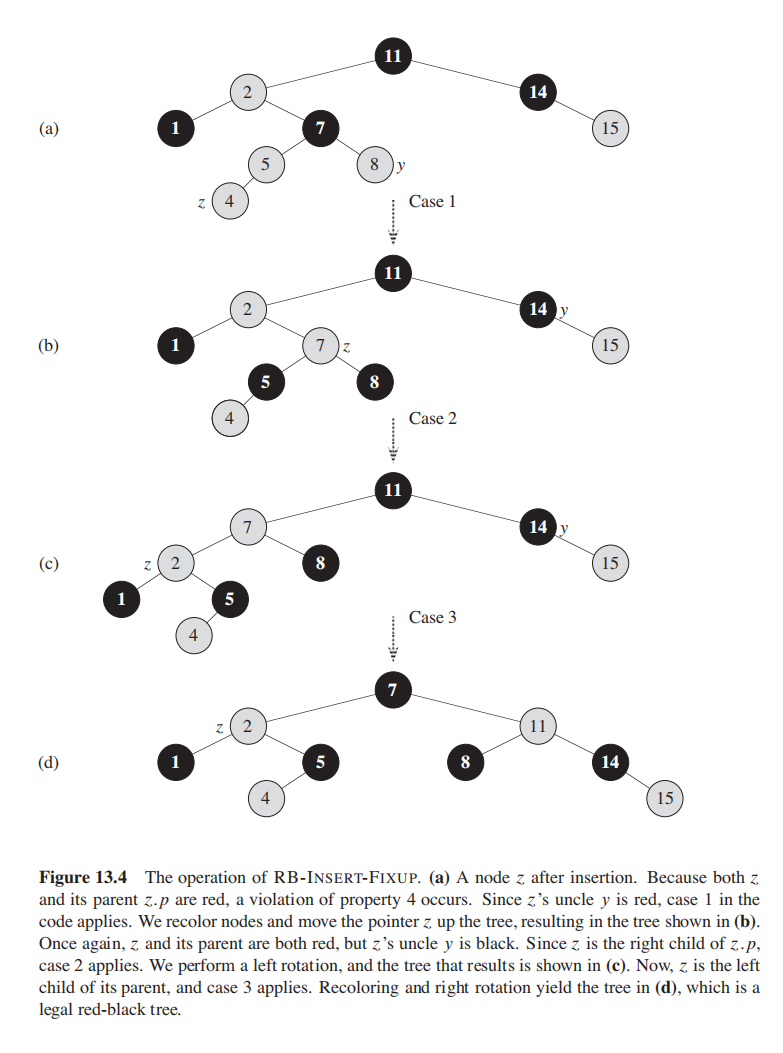 11
2
14
(a)
1
7
15
5
8 y
z 4
Case 1
11
2
14 y
(b)
1
7 z
15
5
8
4
Case 2
11
7
14 y
(c)
z 2
8
15
1
5
4
Case 3
7
z 2
11
(d)
1
5
8
14
4
15
Figure 13.4 The operation of RB-INSERT-FIXUP. (a) A node z after insertion. Because both z
and its parent z.p are red, a violation of property 4 occurs. Since z's uncle y is red, case 1 in the
code applies. We recolor nodes and move the pointer z up the tree, resulting in the tree shown in (b).
Once again, z and its parent are both red, but z's uncle y is black. Since z is the right child of z.p,
case 2 applies. We perform a left rotation, and the tree that results is shown in (c). Now, z is the left
child of its parent, and case 3 applies. Recoloring and right rotation yield the tree in (d), which is a
legal red-black tree.